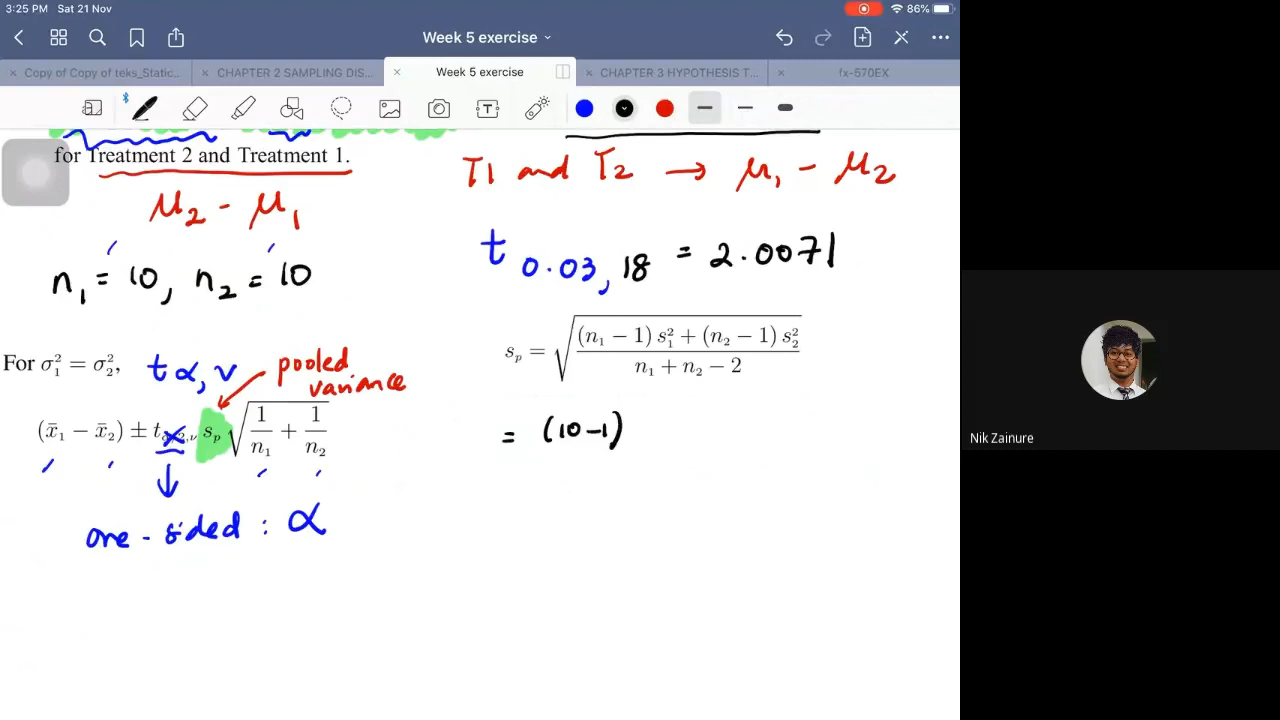 3:25 PM Sat 21 Nov
86%
Week 5 exercise
Copy of Copy of teks_Static...
CHAPTER 2 SAMPLING DIS...
Week 5 exercise
CHAPTER 3 HYPOTHESIS T...
fx-570EX
for Treatment 2 and Treatment 1.
μ₂ - μ₁
n₁ = 10, n₂ = 10
For σ₁² = σ₂²,
t α, v
pooled variance
(x̄₁ − x̄₂) ± t sₚ √(1/n₁ + 1/n₂)
one-sided : α
T1 and T2 → μ₁ - μ₂
t 0.03, 18 = 2.0071
sₚ = √(((n₁ − 1) s₁² + (n₂ − 1) s₂²) / (n₁ + n₂ − 2))
= (10-1)
Nik Zainure